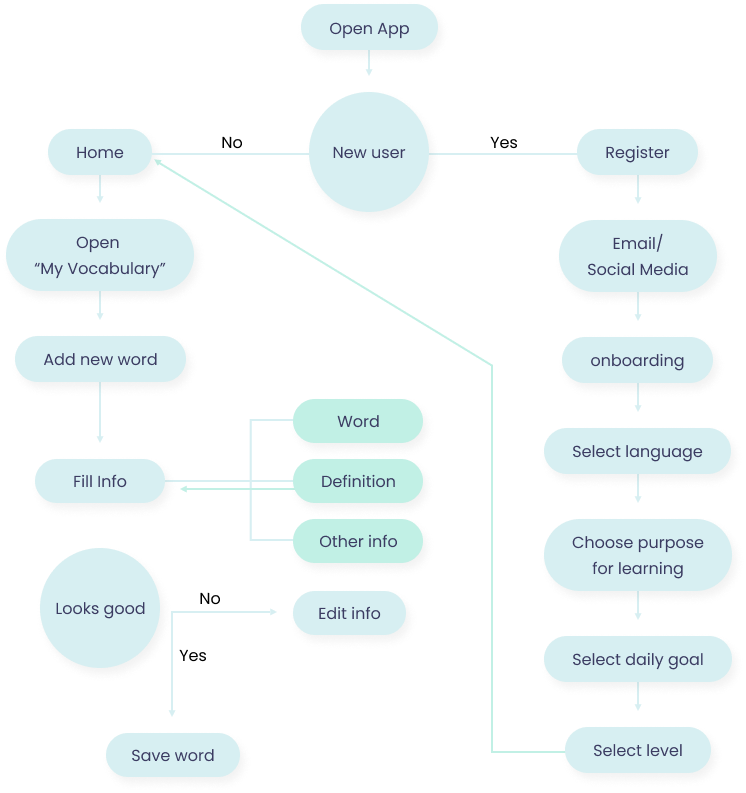 Open App
New user
No
Yes
Home
Register
Open
“My Vocabulary”
Email/
Social Media
Add new word
onboarding
Word
Select language
Fill Info
Definition
Other info
Choose purpose
for learning
Looks good
No
Edit info
Yes
Select daily goal
Save word
Select level